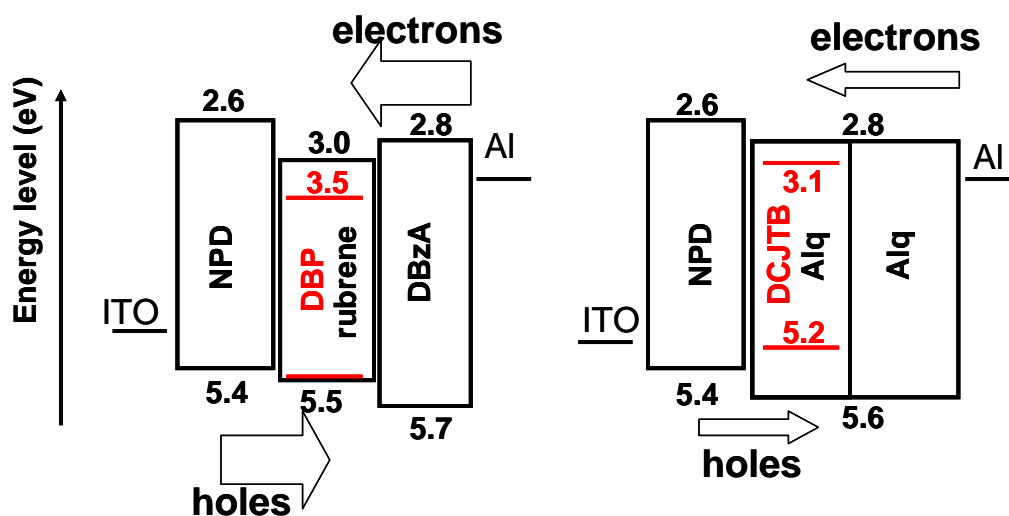 electrons
Energy level (eV)
2.6
3.0
2.8
Al
3.5
NPD
DBP
rubrene
DBzA
ITO
5.4
5.5
5.7
holes
electrons
2.6
2.8
Al
3.1
NPD
DCJTB
Alq
Alq
ITO
5.2
5.4
5.6
holes